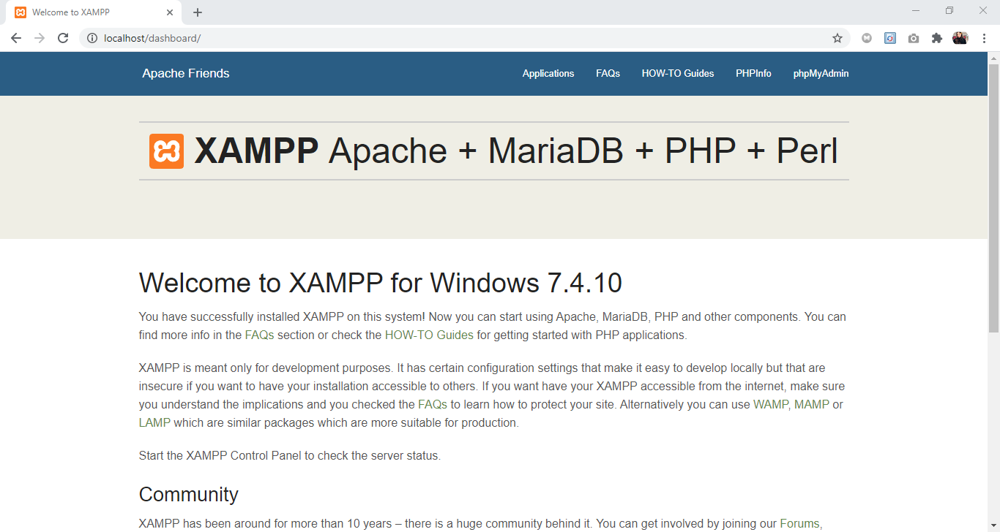 Welcome to XAMPP
localhost/dashboard/
Apache Friends
Applications
FAQs
HOW-TO Guides
PHPInfo
phpMyAdmin
XAMPP Apache + MariaDB + PHP + Perl
Welcome to XAMPP for Windows 7.4.10
You have successfully installed XAMPP on this system! Now you can start using Apache, MariaDB, PHP and other components. You can
find more info in the FAQs section or check the HOW-TO Guides for getting started with PHP applications.
XAMPP is meant only for development purposes. It has certain configuration settings that make it easy to develop locally but that are
insecure if you want to have your installation accessible to others. If you want have your XAMPP accessible from the internet, make sure
you understand the implications and you checked the FAQs to learn how to protect your site. Alternatively you can use WAMP, MAMP or
LAMP which are similar packages which are more suitable for production.
Start the XAMPP Control Panel to check the server status.
Community
XAMPP has been around for more than 10 years – there is a huge community behind it. You can get involved by joining our Forums,